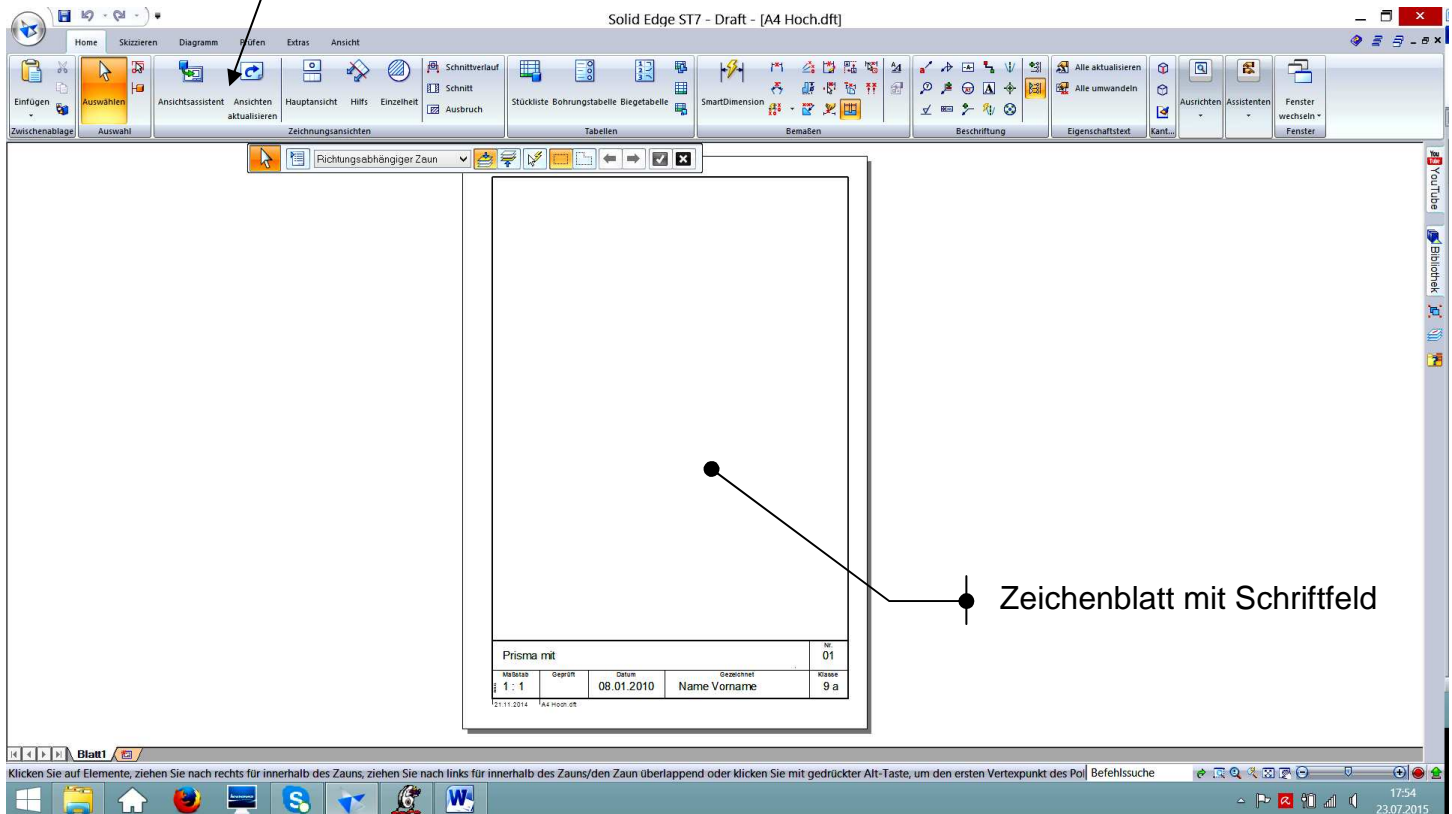 Solid Edge ST7 - Draft - [A4 Hoch.dft]
Home Skizzieren Diagramm Prüfen Extras Ansicht
Einfügen
Auswählen
Ansichtsassistent
Ansichten
aktualisieren
Hauptansicht
Hilfs
Einzelheit
Schnittverlauf
Schnitt
Ausbruch
Stückliste
Bohrungstabelle
Biegetabelle
SmartDimension
Alle aktualisieren
Alle umwandeln
Ausrichten
Assistenten
Fenster
wechseln
Zwischenablage
Auswahl
Zeichnungsansichten
Tabellen
Bemaßen
Beschriftung
Eigenschaftstext
Kant...
Fenster
Richtungsabhängiger Zaun
You Tube YouTube
Bibliothek
Zeichenblatt mit Schriftfeld
Prisma mit
Nr.
01
Maßstab Geprüft Datum Gezeichnet Klasse
1 : 1 08.01.2010 Name Vorname 9 a
21.11.2014 A4 Hoch.dft
Blatt1
Klicken Sie auf Elemente, ziehen Sie nach rechts für innerhalb des Zauns, ziehen Sie nach links für innerhalb des Zauns/den Zaun überlappend oder klicken Sie mit gedrückter Alt-Taste, um den ersten Vertexpunkt des Pol
Befehlssuche
17:54
23.07.2015